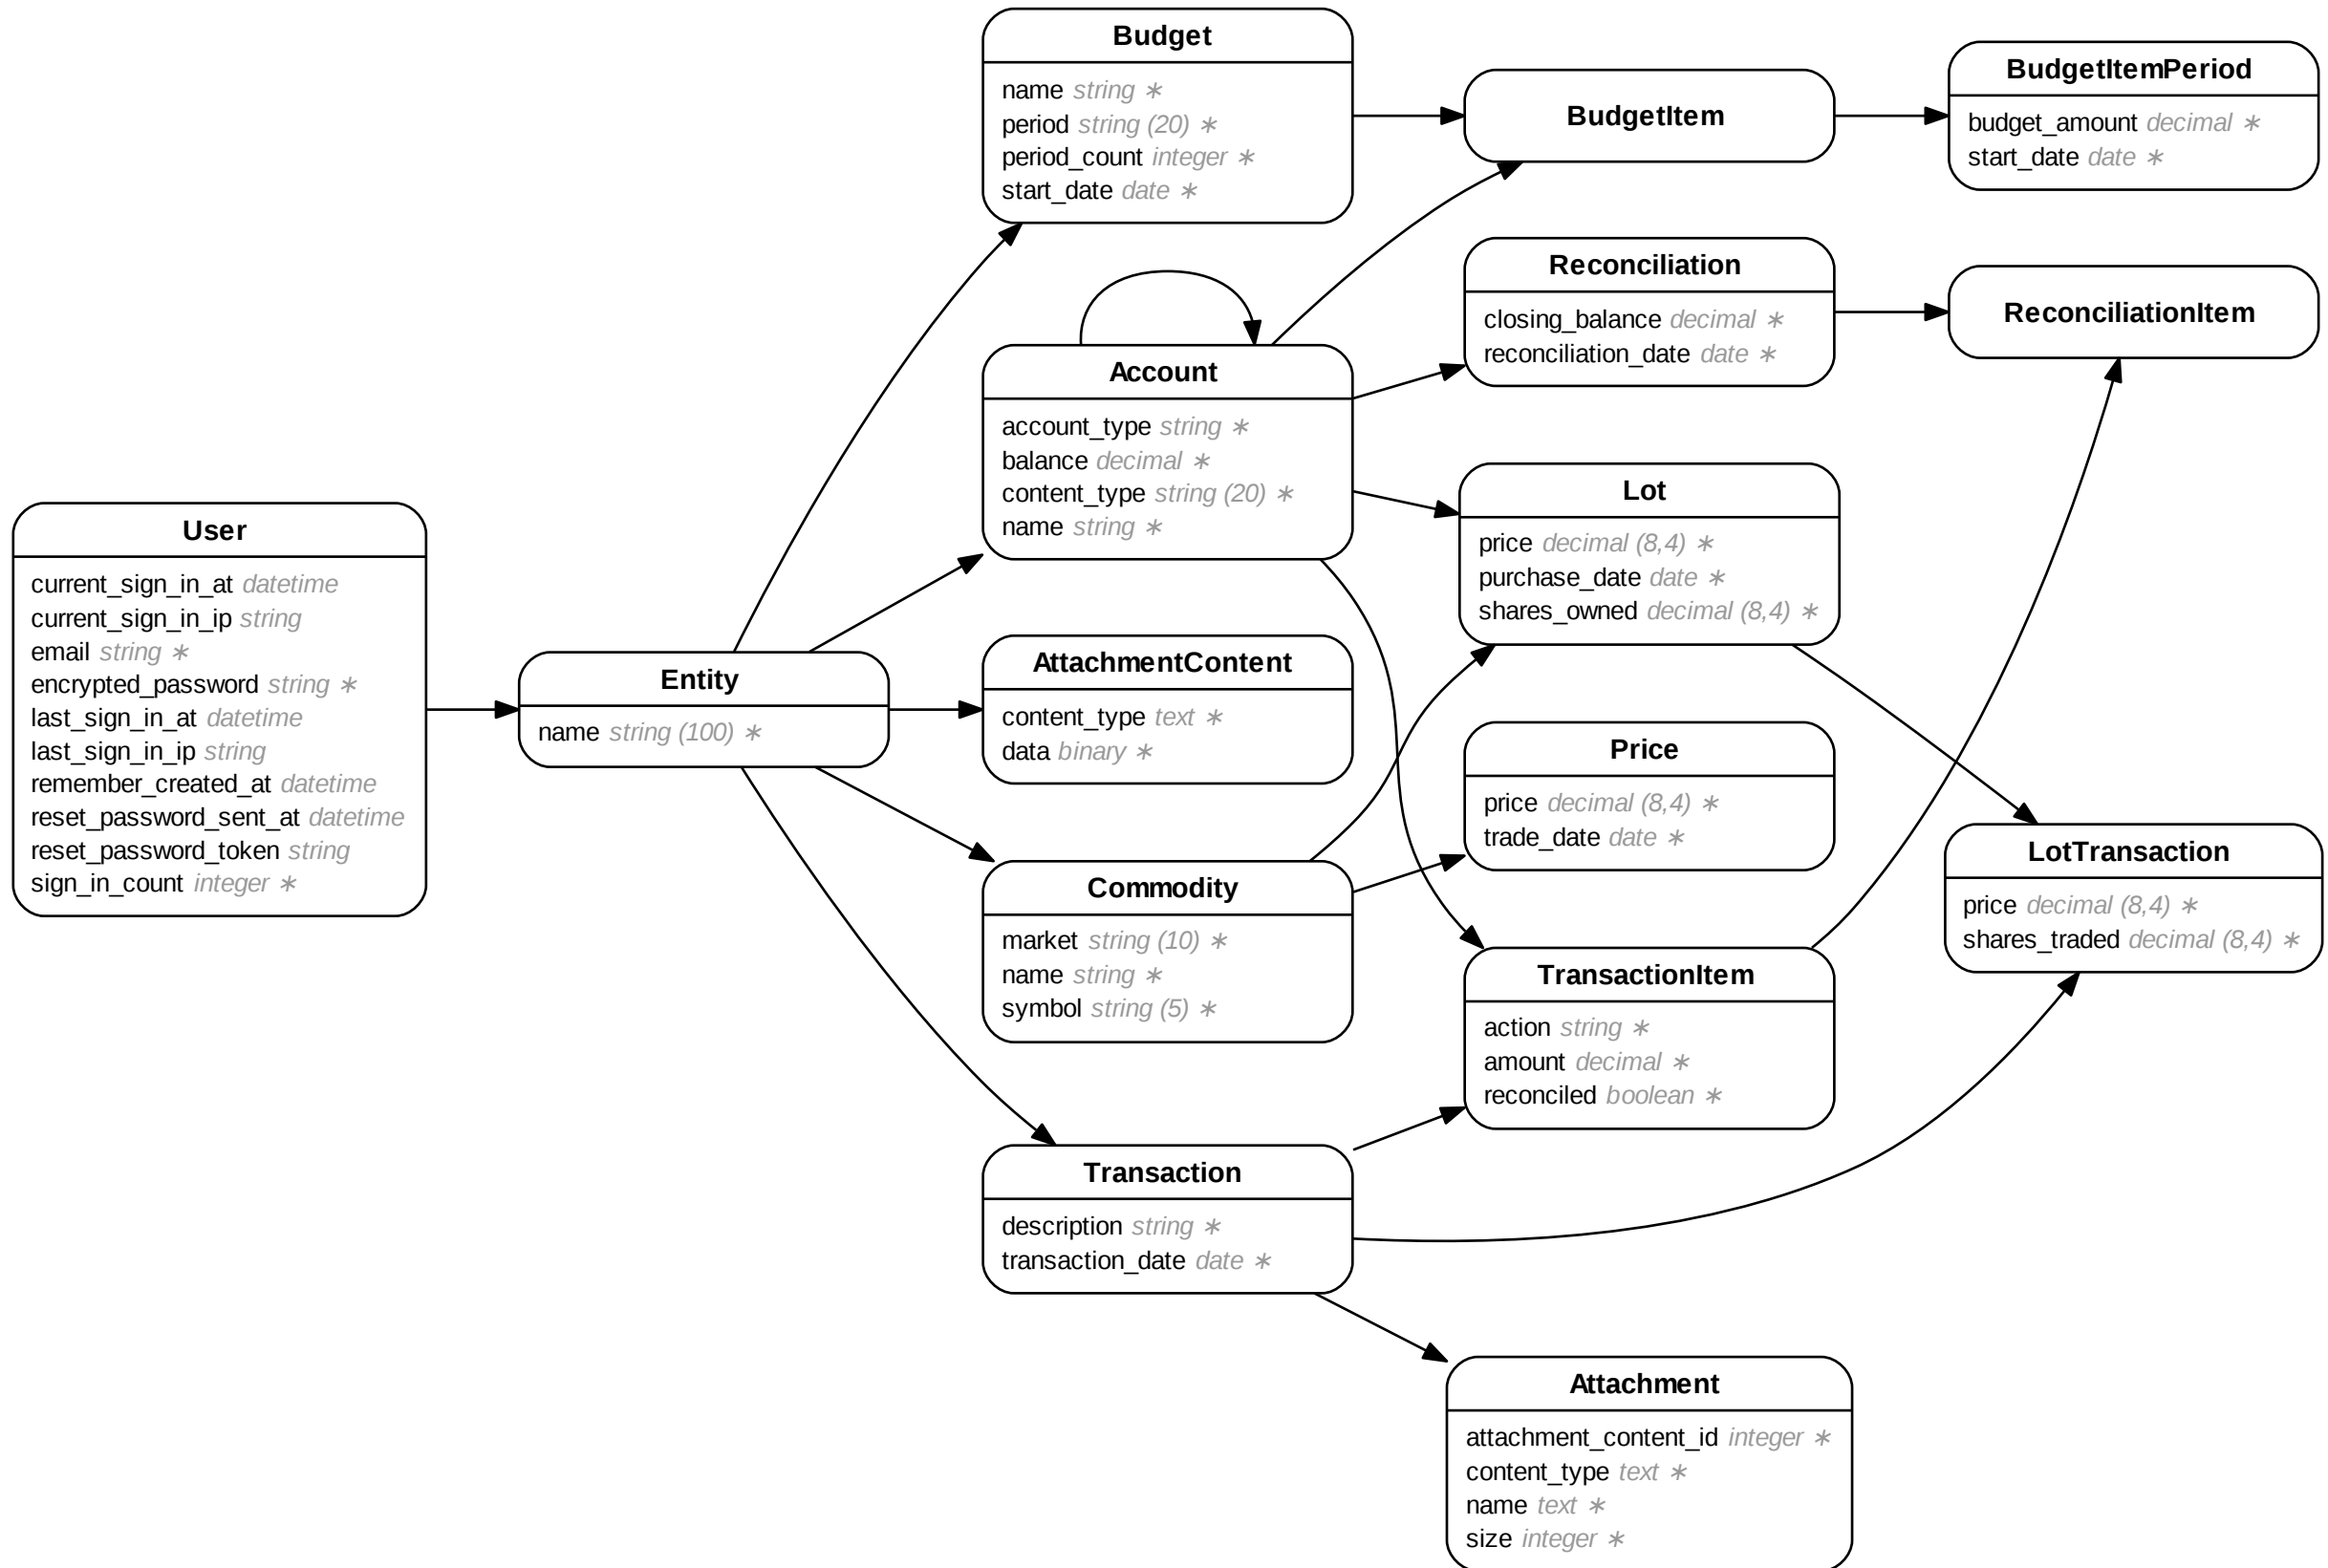 User
current_sign_in_at datetime
current_sign_in_ip string
email string ∗
encrypted_password string ∗
last_sign_in_at datetime
last_sign_in_ip string
remember_created_at datetime
reset_password_sent_at datetime
reset_password_token string
sign_in_count integer ∗
Entity
name string (100) ∗
Budget
name string ∗
period string (20) ∗
period_count integer ∗
start_date date ∗
Account
account_type string ∗
balance decimal ∗
content_type string (20) ∗
name string ∗
AttachmentContent
content_type text ∗
data binary ∗
Commodity
market string (10) ∗
name string ∗
symbol string (5) ∗
Transaction
description string ∗
transaction_date date ∗
BudgetItem
Reconciliation
closing_balance decimal ∗
reconciliation_date date ∗
Lot
price decimal (8,4) ∗
purchase_date date ∗
shares_owned decimal (8,4) ∗
Price
price decimal (8,4) ∗
trade_date date ∗
TransactionItem
action string ∗
amount decimal ∗
reconciled boolean ∗
Attachment
attachment_content_id integer ∗
content_type text ∗
name text ∗
size integer ∗
BudgetItemPeriod
budget_amount decimal ∗
start_date date ∗
ReconciliationItem
LotTransaction
price decimal (8,4) ∗
shares_traded decimal (8,4) ∗